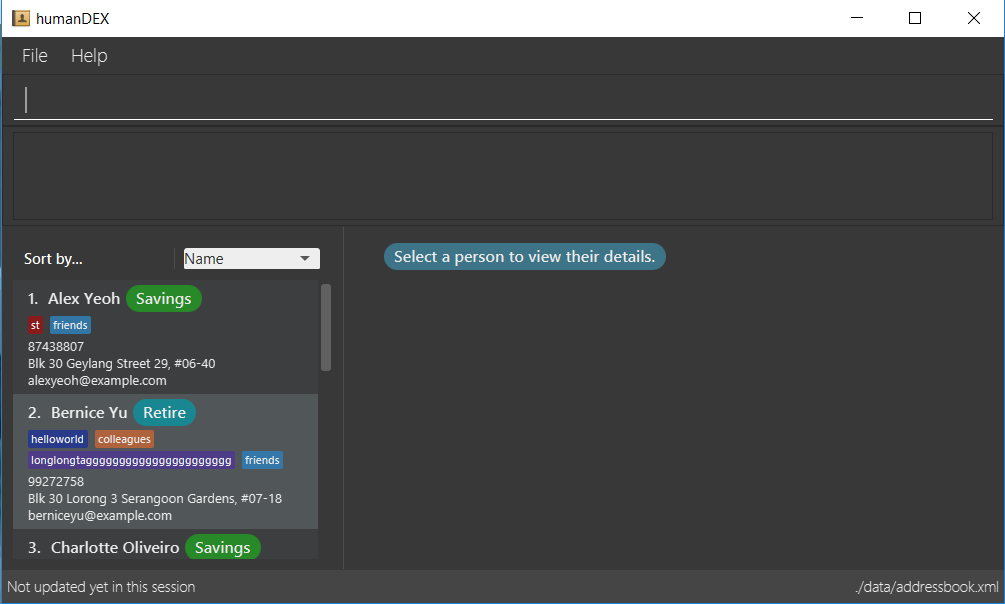 humanDEX
File Help
Sort by... Name
Select a person to view their details.
1. Alex Yeoh Savings
st friends
87438807
Blk 30 Geylang Street 29, #06-40
alexyeoh@example.com
2. Bernice Yu Retire
helloworld colleagues
longlongtagggggggggggggggggggggg friends
99272758
Blk 30 Lorong 3 Serangoon Gardens, #07-18
berniceyu@example.com
3. Charlotte Oliveiro Savings
Not updated yet in this session ./data/addressbook.xml